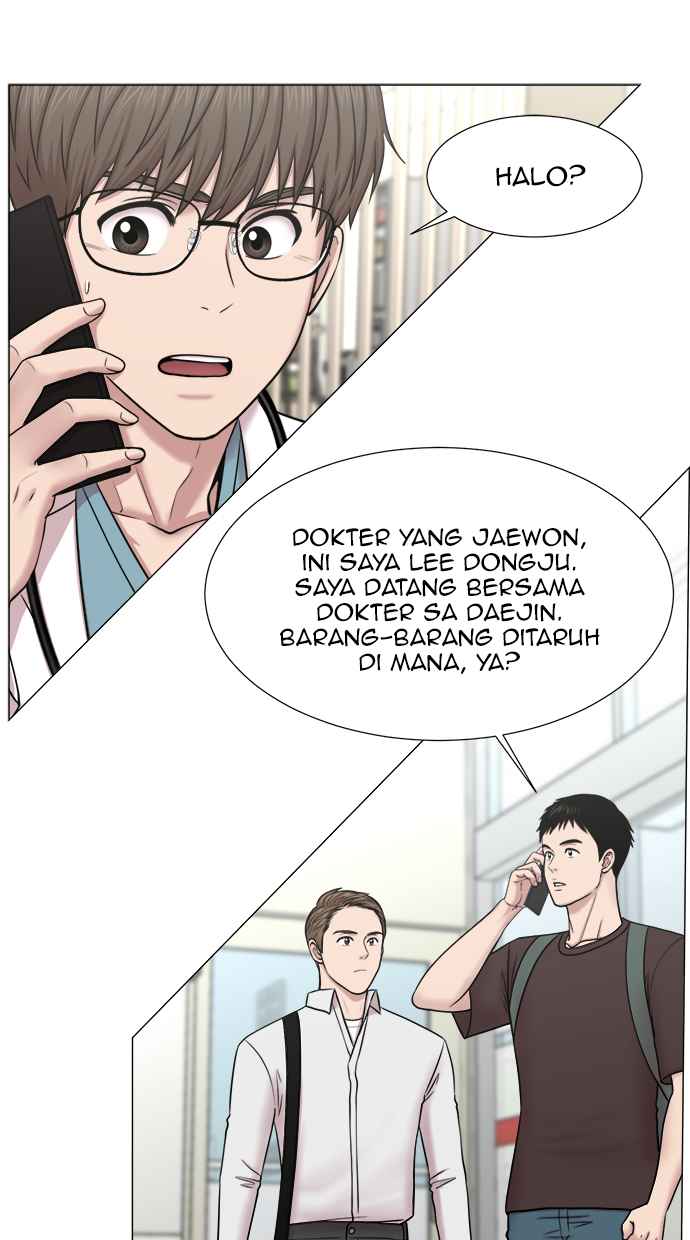 HALO?
DOKTER YANG JAEWON,
INI SAYA LEE DONGJU.
SAYA DATANG BERSAMA
DOKTER SA DAEJIN.
BARANG-BARANG DITARUH
DI MANA, YA?